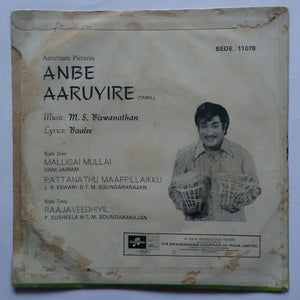 SEDE. 11078
Amutham Pictures
ANBE
AARUYIRE (TAMIL)
Music: M. S. Viswanathan
Lyrics: Vaalee
Side One
MALLIGAI MULLAI
VANI JAIRAM
PATTANATHU MAAPPILLAIKKU
L. R. ESWARI & T. M. SOUNDARARAJAN
Side Two
RAAJAVEEDHIYIL
P. SUSHEELA & T. M. SOUNDARARAJAN
THE GRAMOPHONE COMPANY OF INDIA LIMITED